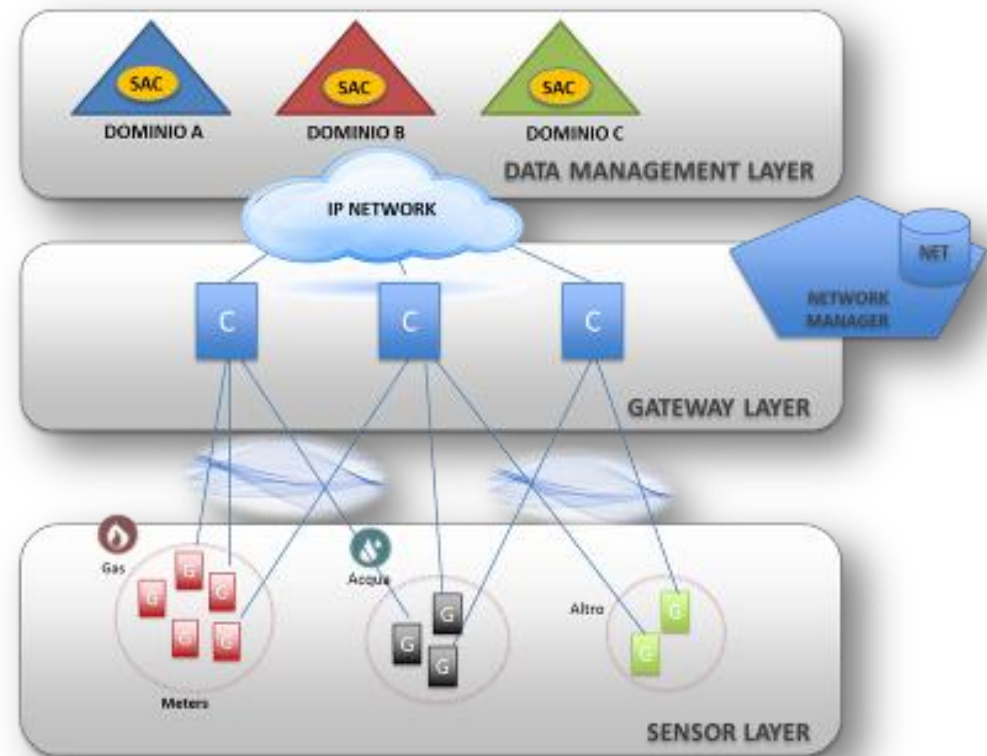 SAC
SAC
SAC
DOMINIO A
DOMINIO B
DOMINIO C
DATA MANAGEMENT LAYER
IP NETWORK
NET
NETWORK
MANAGER
C
C
C
GATEWAY LAYER
Gas
Acqua
Altro
G
G
G
G
G
G
G
G
G
G
Meters
SENSOR LAYER